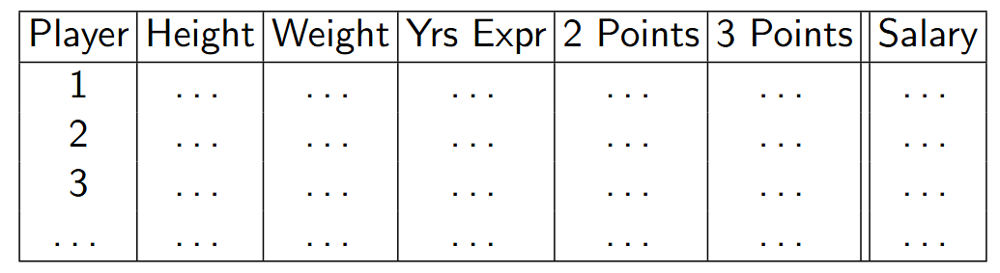 Player Height Weight Yrs Expr 2 Points 3 Points Salary
1 ... ... ... ... ... ...
2 ... ... ... ... ... ...
3 ... ... ... ... ... ...
... ... ... ... ... ... ...